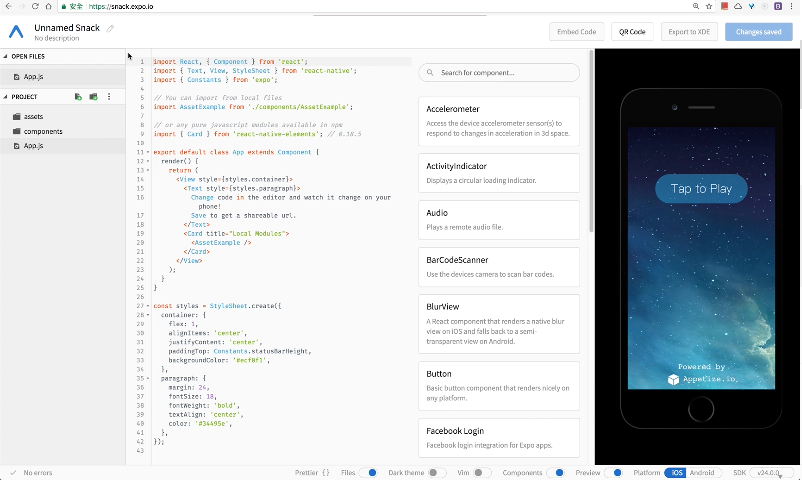 安全
https://snack.expo.io
Unnamed Snack
No description
Embed Code
QR Code
Export to XDE
Changes saved
OPEN FILES
App.js
PROJECT
assets
components
App.js
1 import React, { Component } from 'react';
2 import { Text, View, StyleSheet } from 'react-native';
3 import { Constants } from 'expo';
4
5 // You can import from local files
6 import AssetExample from './components/AssetExample';
7
8 // or any pure javascript modules available in npm
9 import { Card } from 'react-native-elements'; // 0.18.5
10
11 export default class App extends Component {
12 render() {
13 return (
14 <View style={styles.container}>
15 <Text style={styles.paragraph}>
16 Change code in the editor and watch it change on your
phone!
17 Save to get a shareable url.
18 </Text>
19 <Card title="Local Modules">
20 <AssetExample />
21 </Card>
22 </View>
23 );
24 }
25 }
26
27 const styles = StyleSheet.create({
28 container: {
29 flex: 1,
30 alignItems: 'center',
31 justifyContent: 'center',
32 paddingTop: Constants.statusBarHeight,
33 backgroundColor: '#ecf0f1',
34 },
35 paragraph: {
36 margin: 24,
37 fontSize: 18,
38 fontWeight: 'bold',
39 textAlign: 'center',
40 color: '#34495e',
41 },
42 });
43
Search for component...
Accelerometer
Access the device accelerometer sensor(s) to
respond to changes in acceleration in 3d space.
ActivityIndicator
Displays a circular loading indicator.
Audio
Plays a remote audio file.
BarCodeScanner
Use the devices camera to scan bar codes.
BlurView
A React component that renders a native blur
view on iOS and falls back to a semi-
transparent view on Android.
Button
Basic button component that renders nicely on
any platform.
Facebook Login
Facebook login integration for Expo apps.
Tap to Play
Powered by
Appetize.io
No errors
Prettier {}
Files
Dark theme
Vim
Components
Preview
Platform
iOS
Android
SDK
v24.0.0